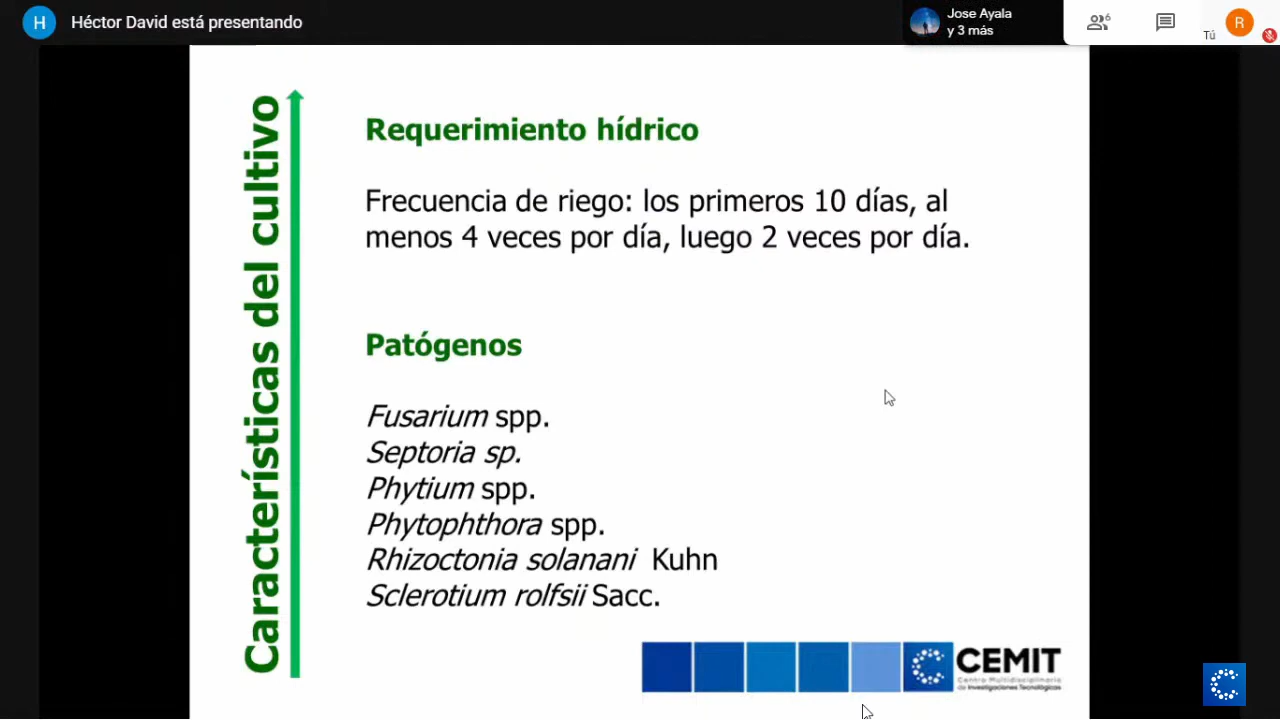 H
Héctor David está presentando
Jose Ayala
y 3 más
6
Tú
R
Características del cultivo
Requerimiento hídrico
Frecuencia de riego: los primeros 10 días, al
menos 4 veces por día, luego 2 veces por día.
Patógenos
Fusarium spp.
Septoria sp.
Phytium spp.
Phytophthora spp.
Rhizoctonia solanani Kuhn
Sclerotium rolfsii Sacc.
CEMIT
Centro Multidisciplinario
de Investigaciones Tecnológicas